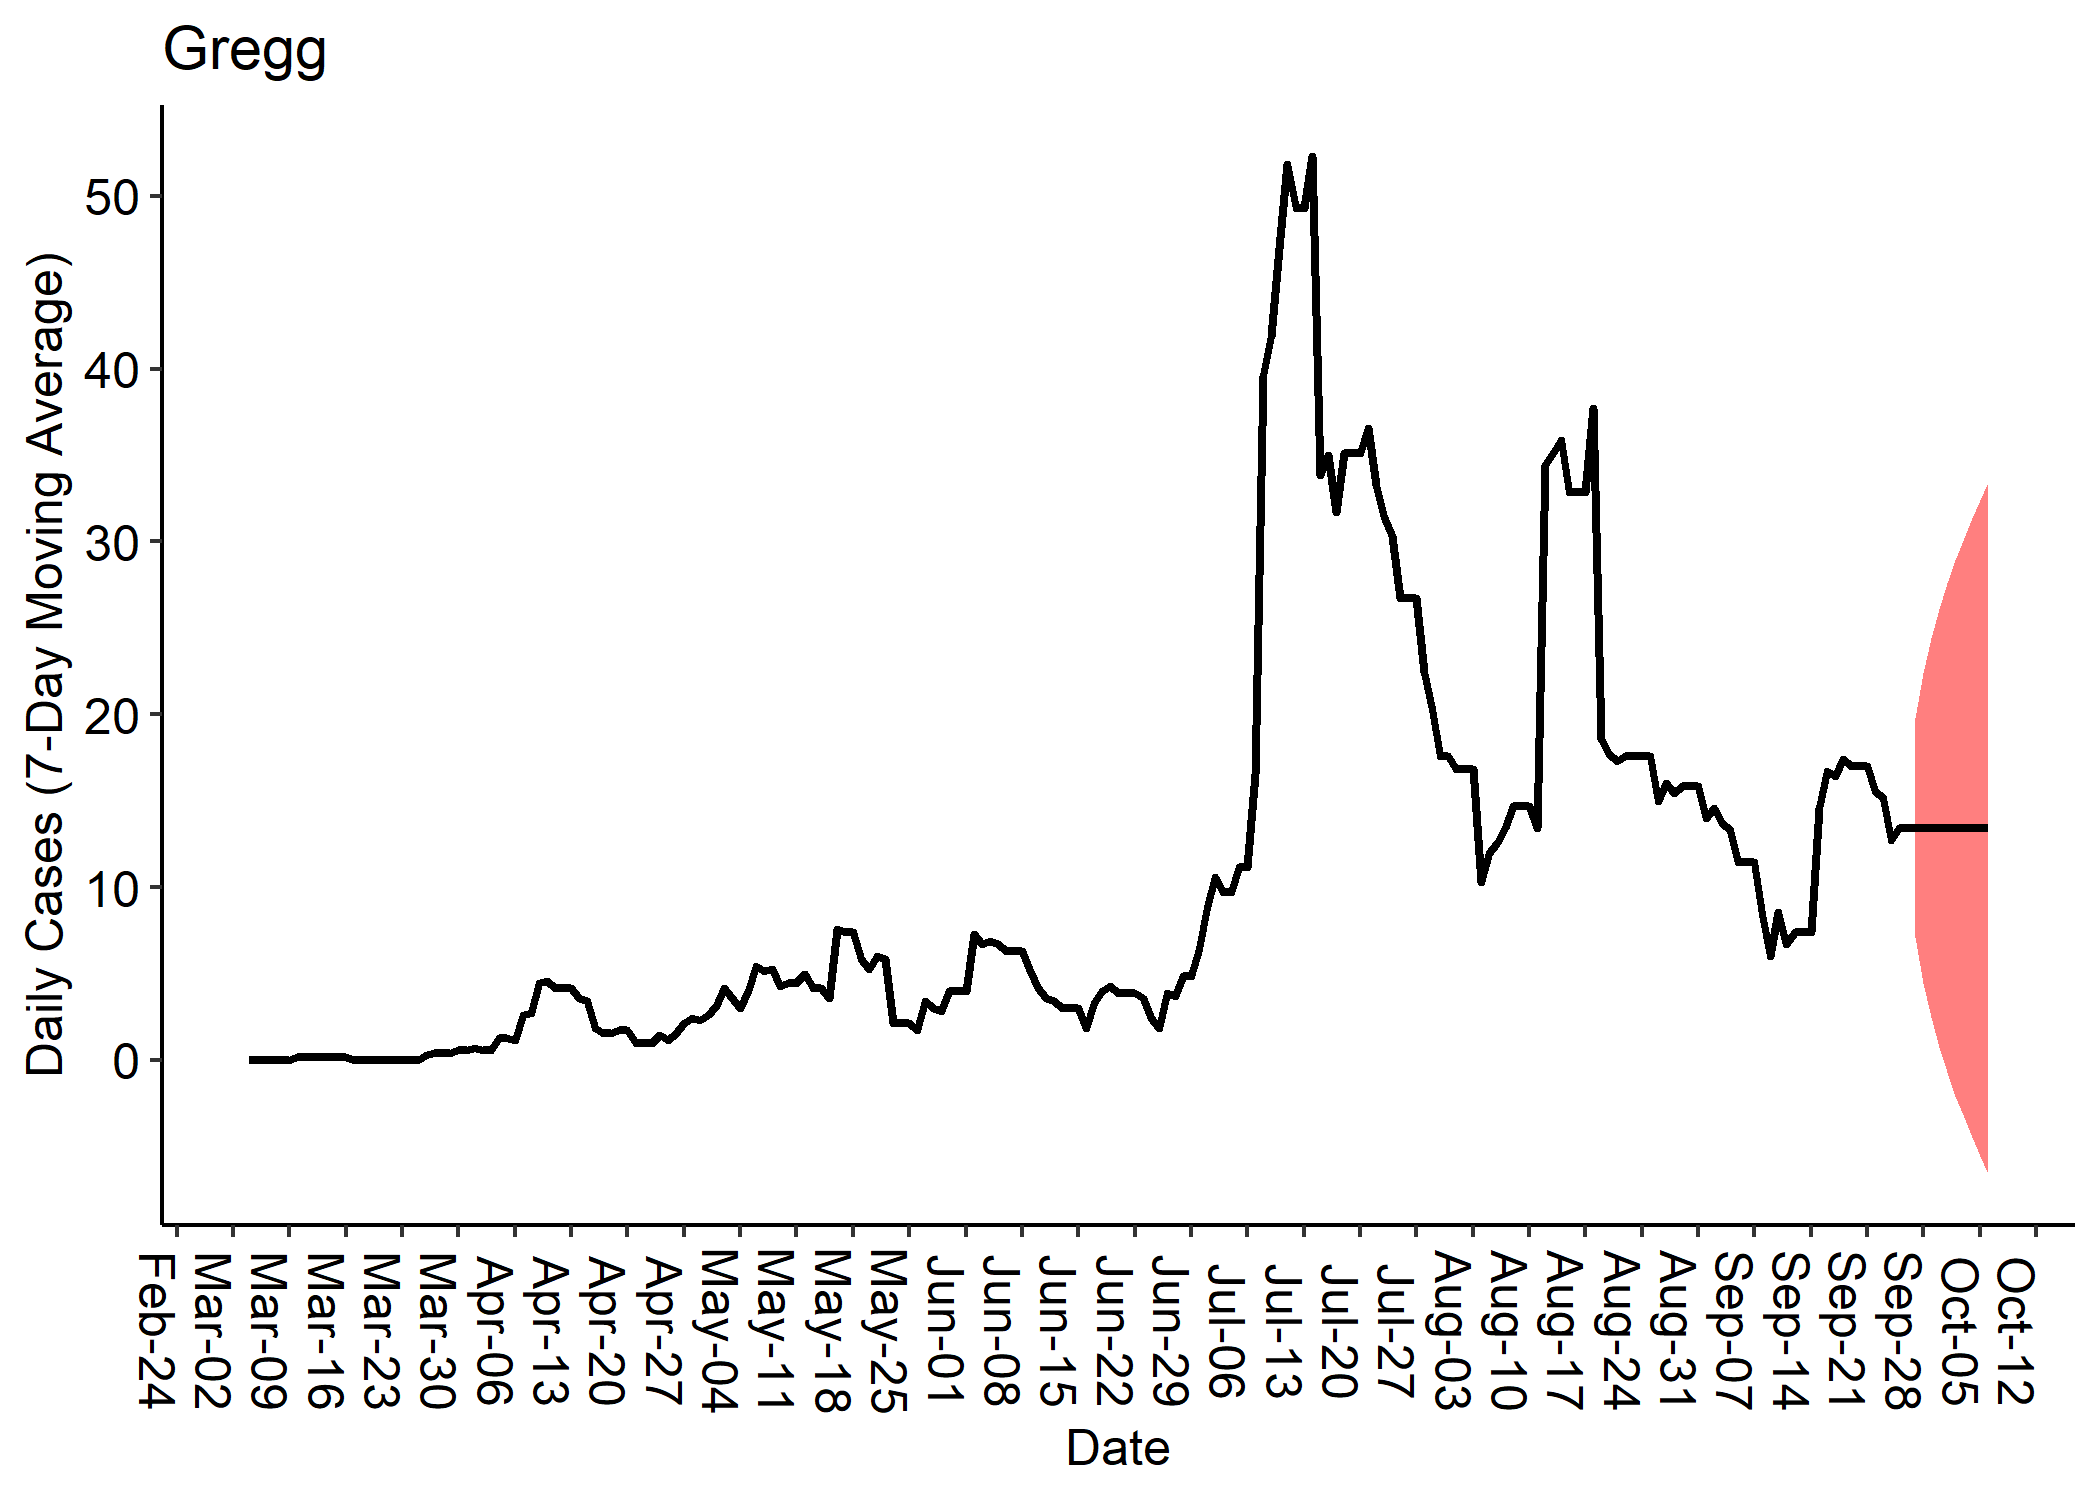 Gregg
Daily Cases (7-Day Moving Average)
50
40
30
20
10
0
Feb-24
Mar-02
Mar-09
Mar-16
Mar-23
Mar-30
Apr-06
Apr-13
Apr-20
Apr-27
May-04
May-11
May-18
May-25
Jun-01
Jun-08
Jun-15
Jun-22
Jun-29
Jul-06
Jul-13
Jul-20
Jul-27
Aug-03
Aug-10
Aug-17
Aug-24
Aug-31
Sep-07
Sep-14
Sep-21
Sep-28
Oct-05
Oct-12
Date